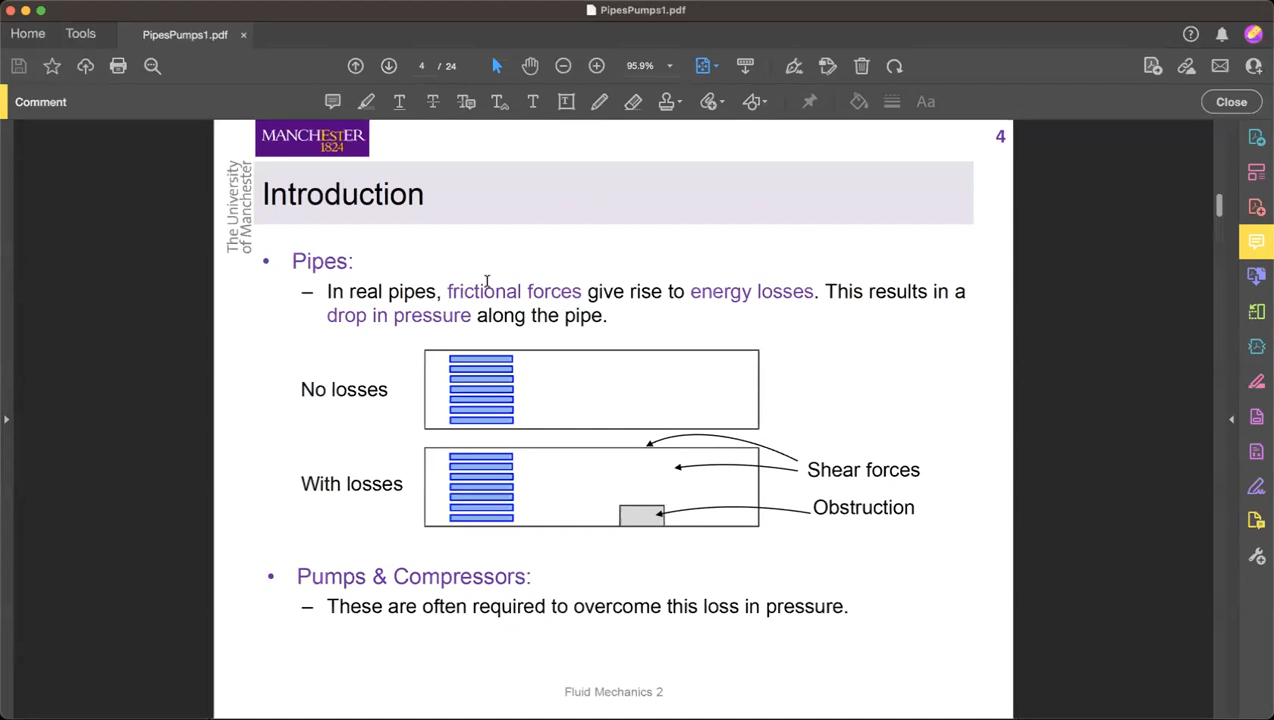 PipesPumps1.pdf
Home
Tools
PipesPumps1.pdf
4 / 24
95.9%
Comment
Aa
Close
MANCHESTER
1824
The University
of Manchester
4
Introduction
• Pipes:
– In real pipes, frictional forces give rise to energy losses. This results in a
drop in pressure along the pipe.
No losses
With losses
Shear forces
Obstruction
• Pumps & Compressors:
– These are often required to overcome this loss in pressure.
Fluid Mechanics 2